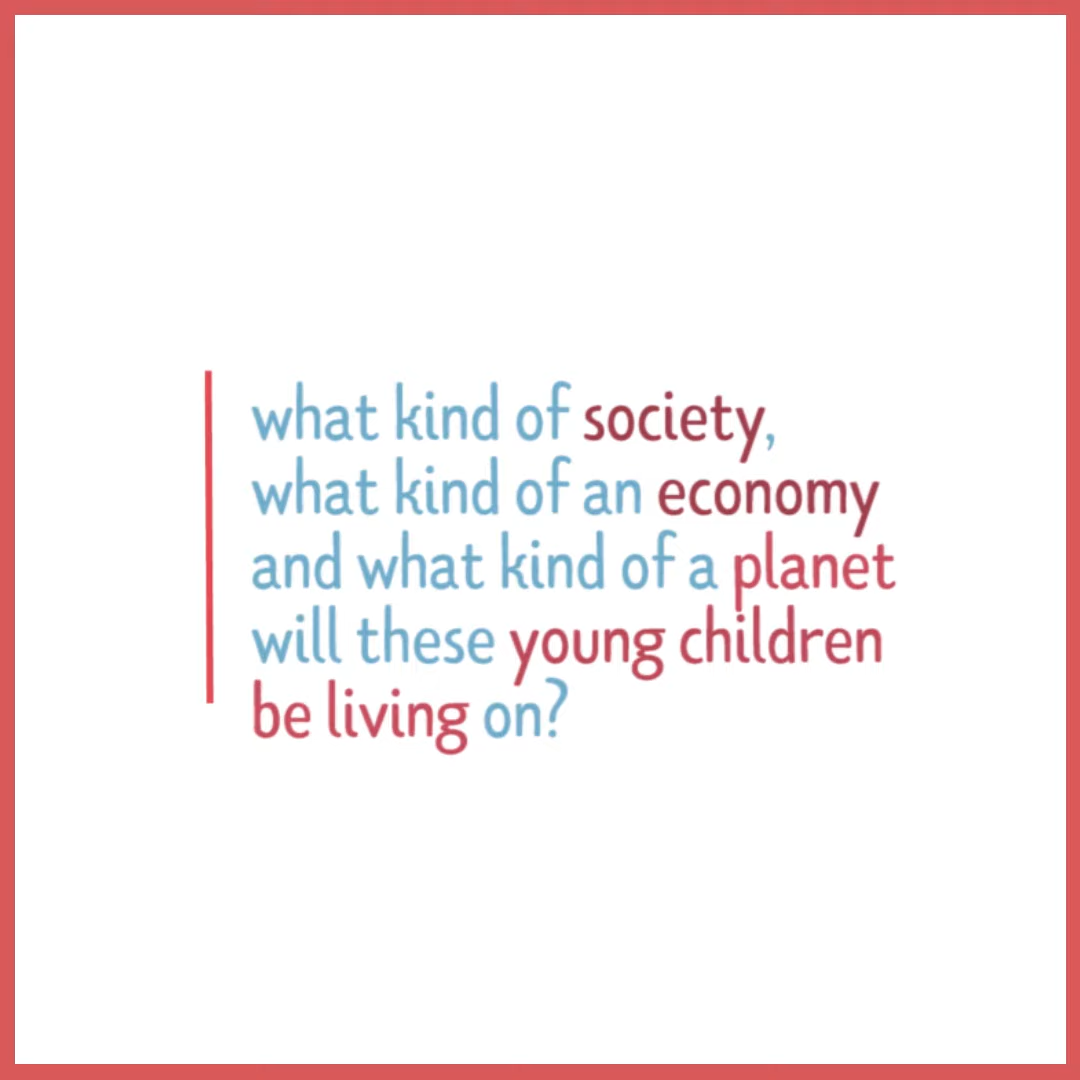 what kind of society,
what kind of an economy
and what kind of a planet
will these young children
be living on?